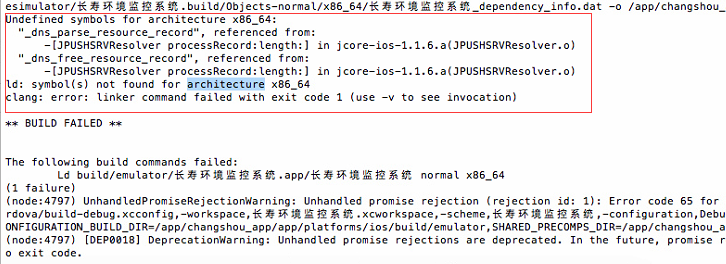 esimulator/长寿环境监控系统.build/Objects-normal/x86_64/长寿环境监控系统_dependency_info.dat -o /app/changshou_
Undefined symbols for architecture x86_64:
"_dns_parse_resource_record", referenced from:
-[JPUSHSRVResolver processRecord:length:] in jcore-ios-1.1.6.a(JPUSHSRVResolver.o)
"_dns_free_resource_record", referenced from:
-[JPUSHSRVResolver processRecord:length:] in jcore-ios-1.1.6.a(JPUSHSRVResolver.o)
ld: symbol(s) not found for architecture x86_64
clang: error: linker command failed with exit code 1 (use -v to see invocation)
** BUILD FAILED **
The following build commands failed:
Ld build/emulator/长寿环境监控系统.app/长寿环境监控系统 normal x86_64
(1 failure)
(node:4797) UnhandledPromiseRejectionWarning: Unhandled promise rejection (rejection id: 1): Error code 65 for
rdova/build-debug.xcconfig,-workspace,长寿环境监控系统.xcworkspace,-scheme,长寿环境监控系统,-configuration,Debu
ONFIGURATION_BUILD_DIR=/app/changshou_app/app/platforms/ios/build/emulator,SHARED_PRECOMPS_DIR=/app/changshou_a
(node:4797) [DEP0018] DeprecationWarning: Unhandled promise rejections are deprecated. In the future, promise r
o exit code.